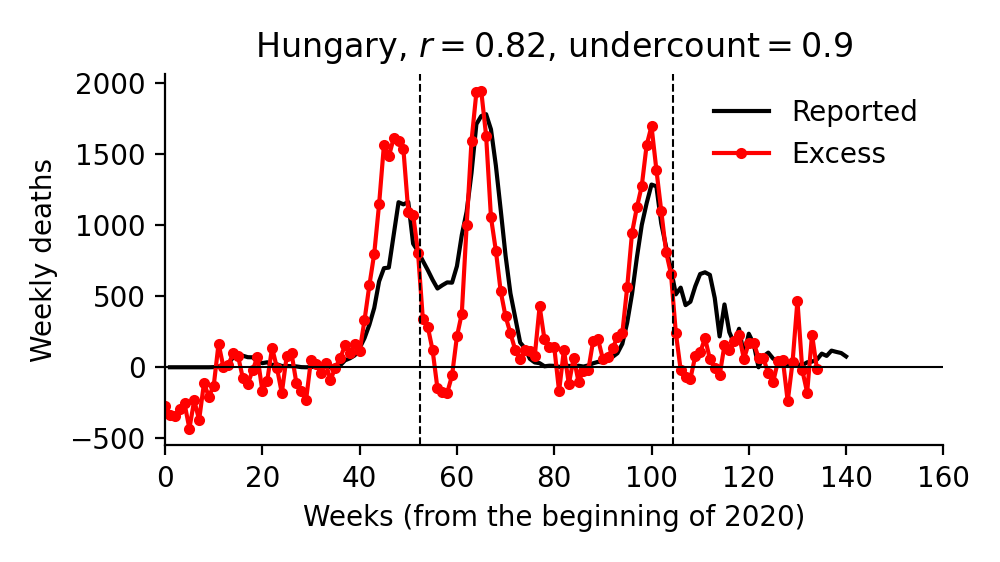 Hungary, r = 0.82, undercount = 0.9
Reported
Excess
Weekly deaths
2000
1500
1000
500
0
−500
0 20 40 60 80 100 120 140 160
Weeks (from the beginning of 2020)